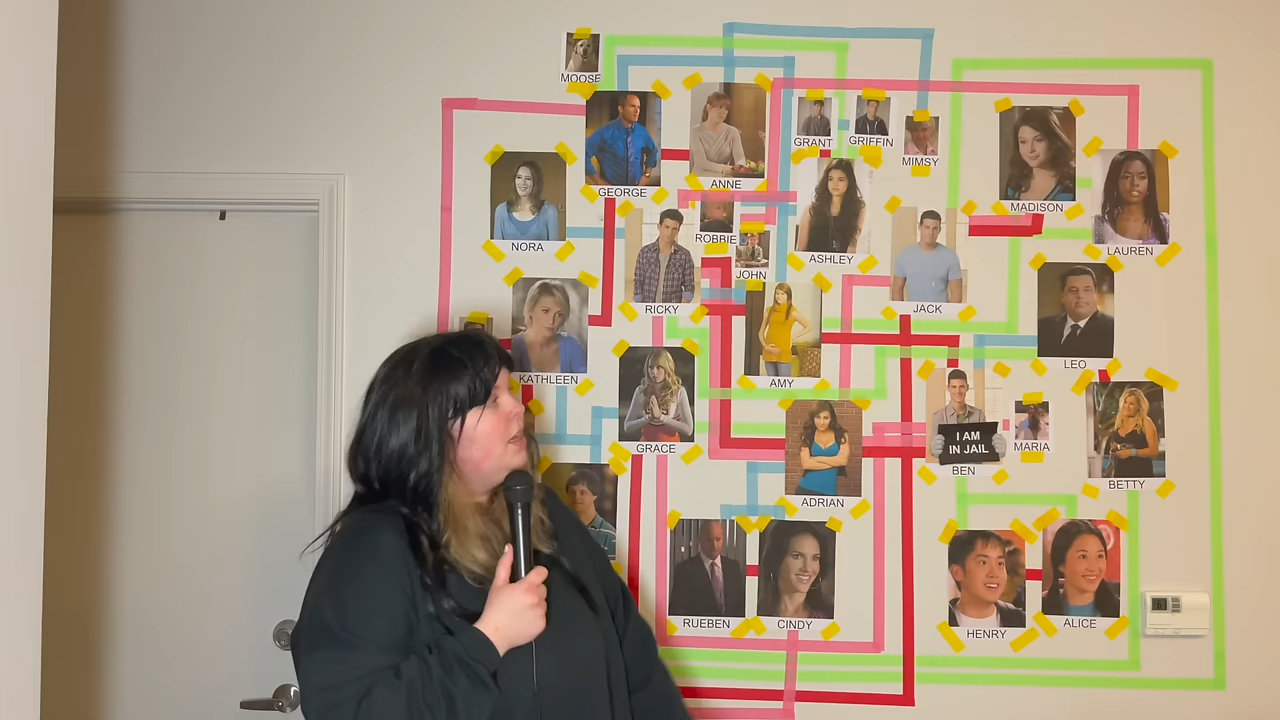 MOOSE
GEORGE
ANNE
GRANT
GRIFFIN
MIMSY
MADISON
LAUREN
NORA
ROBBIE
JOHN
ASHLEY
RICKY
JACK
LEO
KATHLEEN
AMY
GRACE
I AM
IN JAIL
BEN
MARIA
BETTY
ADRIAN
RUEBEN
CINDY
HENRY
ALICE